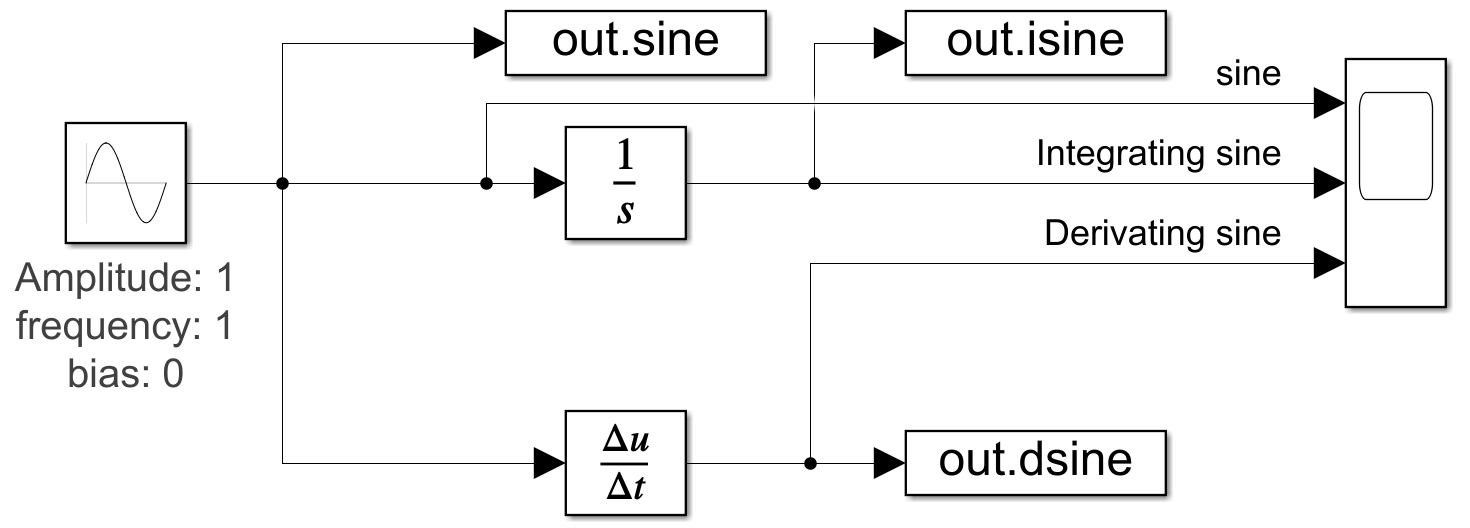 out.sine
out.isine
sine
1
s
Integrating sine
Derivating sine
Amplitude: 1
frequency: 1
bias: 0
Δu
Δt
out.dsine